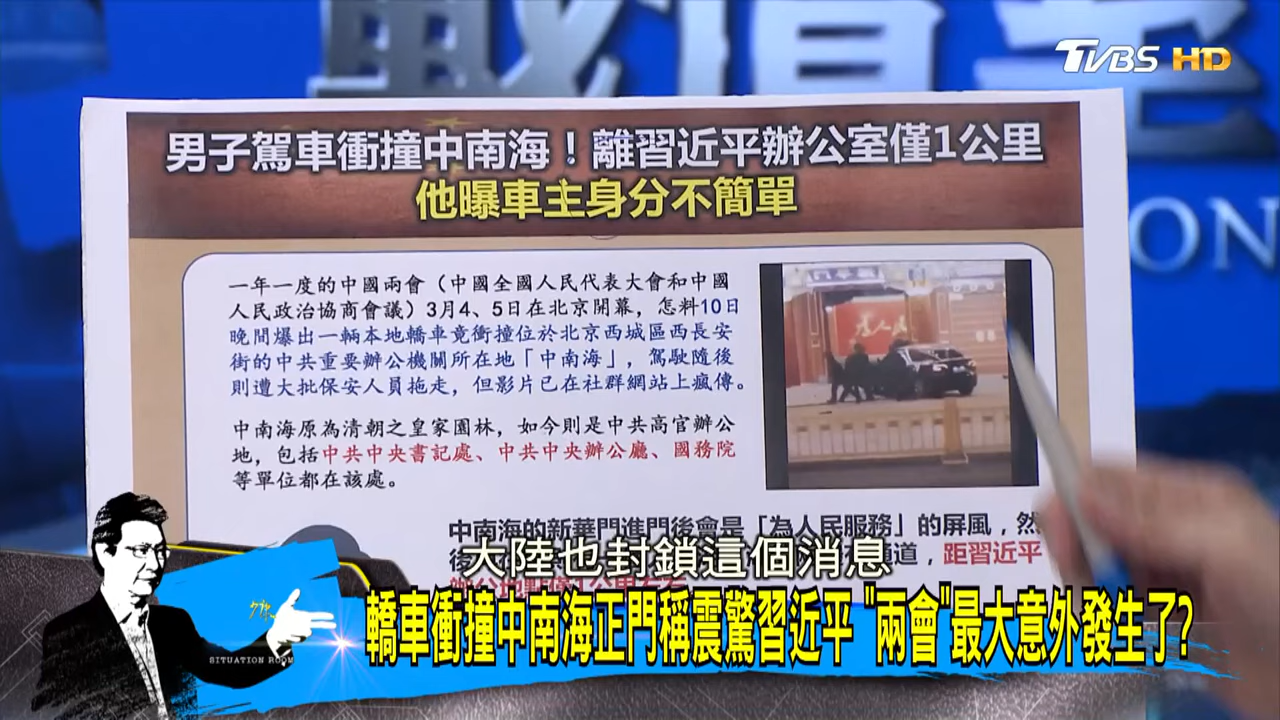 戰情室
TVBS HD
ON
男子駕車衝撞中南海！離習近平辦公室僅1公里
他曝車主身分不簡單
一年一度的中國兩會（中國全國人民代表大會和中國
人民政治協商會議）3月4、5日在北京開幕，怎料10日
晚間爆出一輛本地轎車竟衝撞位於北京西城區西長安
街的中共重要辦公機關所在地「中南海」，駕駛隨後
則遭大批保安人員拖走，但影片已在社群網站上瘋傳。
中南海原為清朝之皇家園林，如今則是中共高官辦公
地，包括中共中央書記處、中共中央辦公廳、國務院
等單位都在該處。
中南海的新華門進門後會是「為人民服務」的屏風，然
後
道，距習近平
大陸也封鎖這個消息
轎車衝撞中南海正門稱震驚習近平 "兩會"最大意外發生了?
SITUATION ROOM